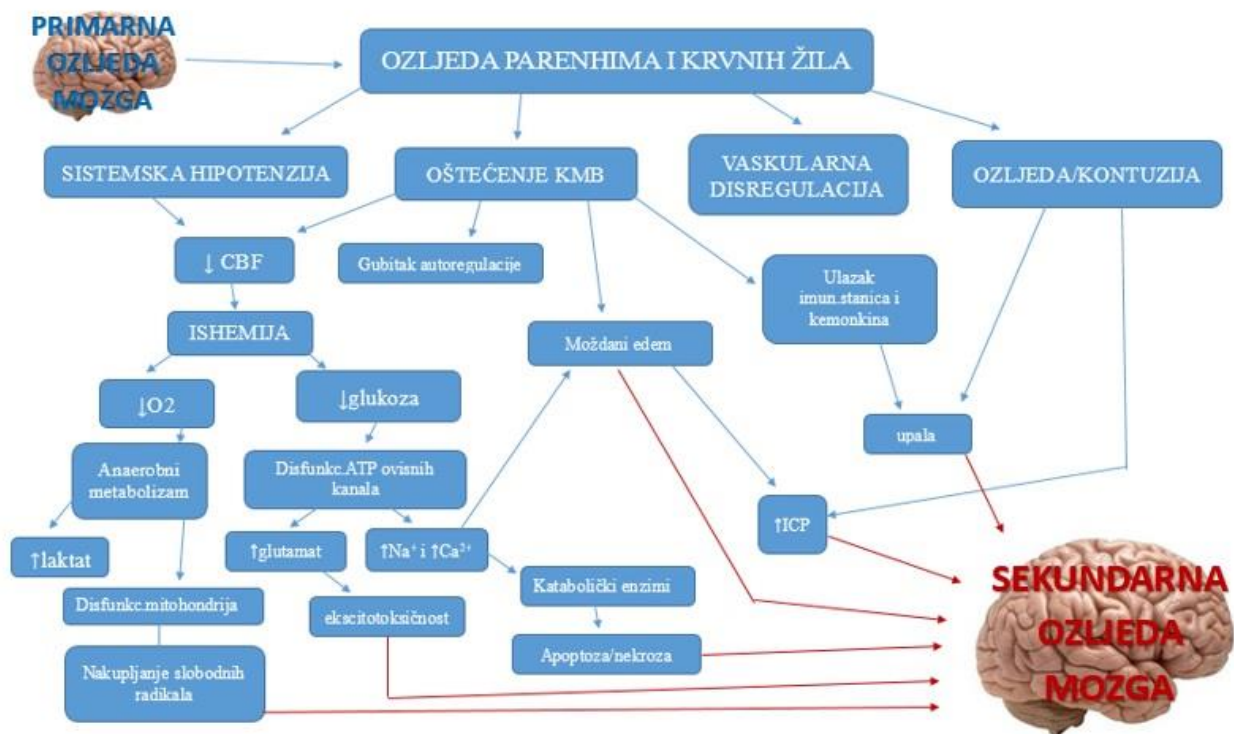 PRIMARNA
OZLJEDA
MOZGA
OZLJEDA PARENHIMA I KRVNIH ŽILA
SISTEMSKA HIPOTENZIJA
OŠTEĆENJE KMB
VASKULARNA
DISREGULACIJA
OZLJEDA/KONTUZIJA
↓ CBF
Gubitak autoregulacije
Ulazak
imun.stanica i
kemonkina
ISHEMIJA
Moždani edem
↓O2
↓glukoza
upala
Anaerobni
metabolizam
Disfunkc.ATP ovisnih
kanala
↑ICP
↑laktat
↑glutamat
↑Na⁺ i ↑Ca²⁺
Katabolički enzimi
Disfunkc.mitohondrija
ekscitotoksičnost
Apoptoza/nekroza
Nakupljanje slobodnih
radikala
SEKUNDARNA
OZLJEDA
MOZGA